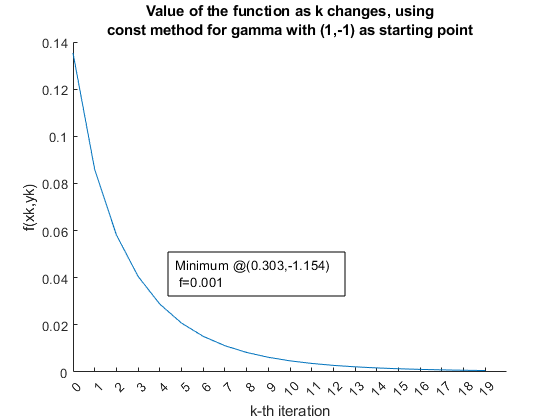 Value of the function as k changes, using
const method for gamma with (1,-1) as starting point
0.14
0.12
0.1
0.08
0.06
0.04
0.02
0
f(xk,yk)
Minimum @(0.303,-1.154)
f=0.001
0 1 2 3 4 5 6 7 8 9 10 11 12 13 14 15 16 17 18 19
k-th iteration